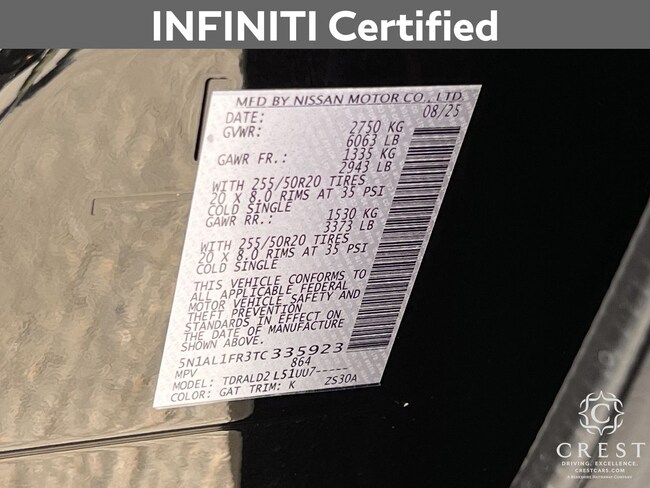 INFINITI Certified
MFD BY NISSAN MOTOR CO., LTD.
DATE: 08/25
GVWR: 2750 KG
6063 LB
GAWR FR.: 1335 KG
2943 LB
WITH 255/50R20 TIRES
20 X 8.0 RIMS AT 35 PSI
COLD SINGLE
GAWR RR.: 1530 KG
3373 LB
WITH 255/50R20 TIRES
20 X 8.0 RIMS AT 35 PSI
COLD SINGLE
THIS VEHICLE CONFORMS TO
ALL APPLICABLE FEDERAL
MOTOR VEHICLE SAFETY AND
THEFT PREVENTION
STANDARDS IN EFFECT ON
THE DATE OF MANUFACTURE
SHOWN ABOVE.
5N1AL1FR3TC335923
864
MODEL: TDRALD2L51UU7-----
COLOR: GAT TRIM: K ZS30A
C
CREST
DRIVING. EXCELLENCE.
CRESTCARS.COM